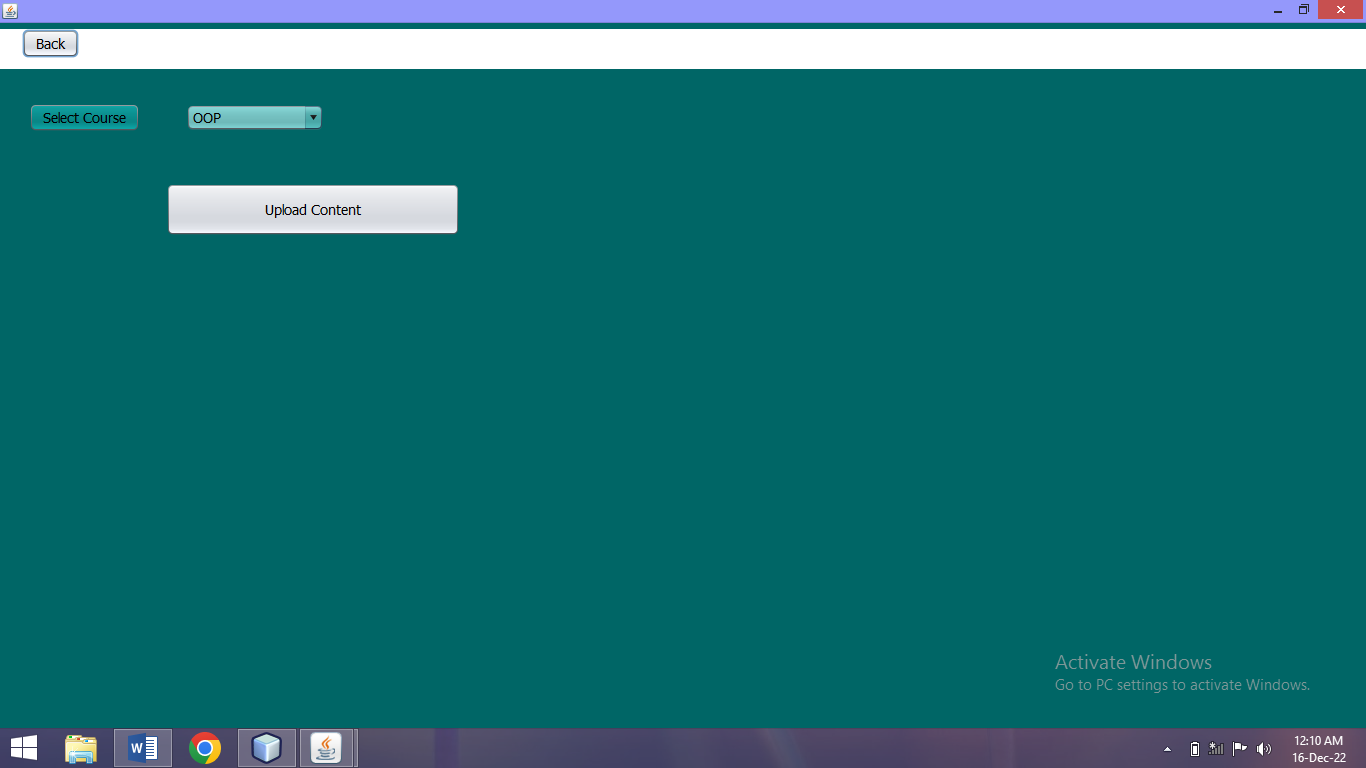 Back
Select Course
OOP
Upload Content
Activate Windows
Go to PC settings to activate Windows.
12:10 AM
16-Dec-22